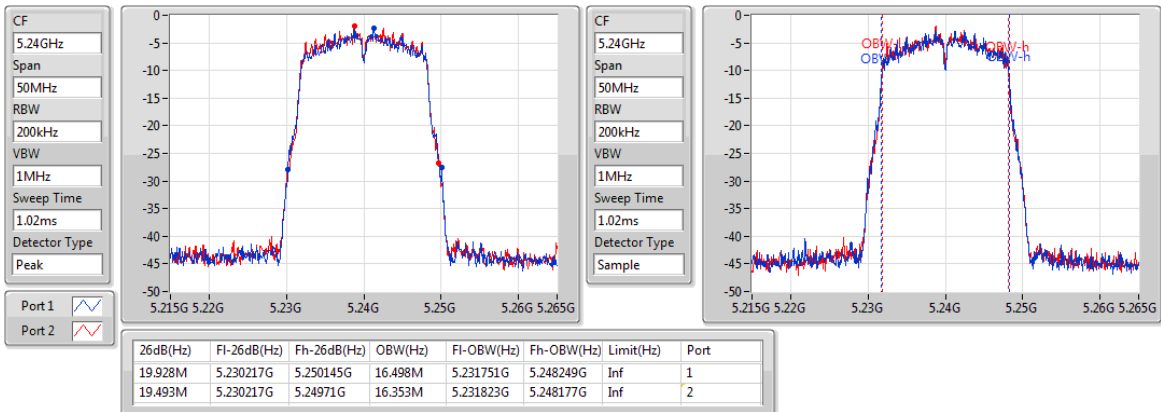 CF
5.24GHz
Span
50MHz
RBW
200kHz
VBW
1MHz
Sweep Time
1.02ms
Detector Type
Peak
Port 1
Port 2
0
-5
-10
-15
-20
-25
-30
-35
-40
-45
-50
5.215G 5.22G 5.23G 5.24G 5.25G 5.26G 5.265G
CF
5.24GHz
Span
50MHz
RBW
200kHz
VBW
1MHz
Sweep Time
1.02ms
Detector Type
Sample
0
-5
-10
-15
-20
-25
-30
-35
-40
-45
-50
OBW-h
OBW-h
5.215G 5.22G 5.23G 5.24G 5.25G 5.26G 5.265G
26dB(Hz) Fl-26dB(Hz) Fh-26dB(Hz) OBW(Hz) Fl-OBW(Hz) Fh-OBW(Hz) Limit(Hz) Port
19.928M 5.230217G 5.250145G 16.498M 5.231751G 5.248249G Inf 1
19.493M 5.230217G 5.24971G 16.353M 5.231823G 5.248177G Inf 2